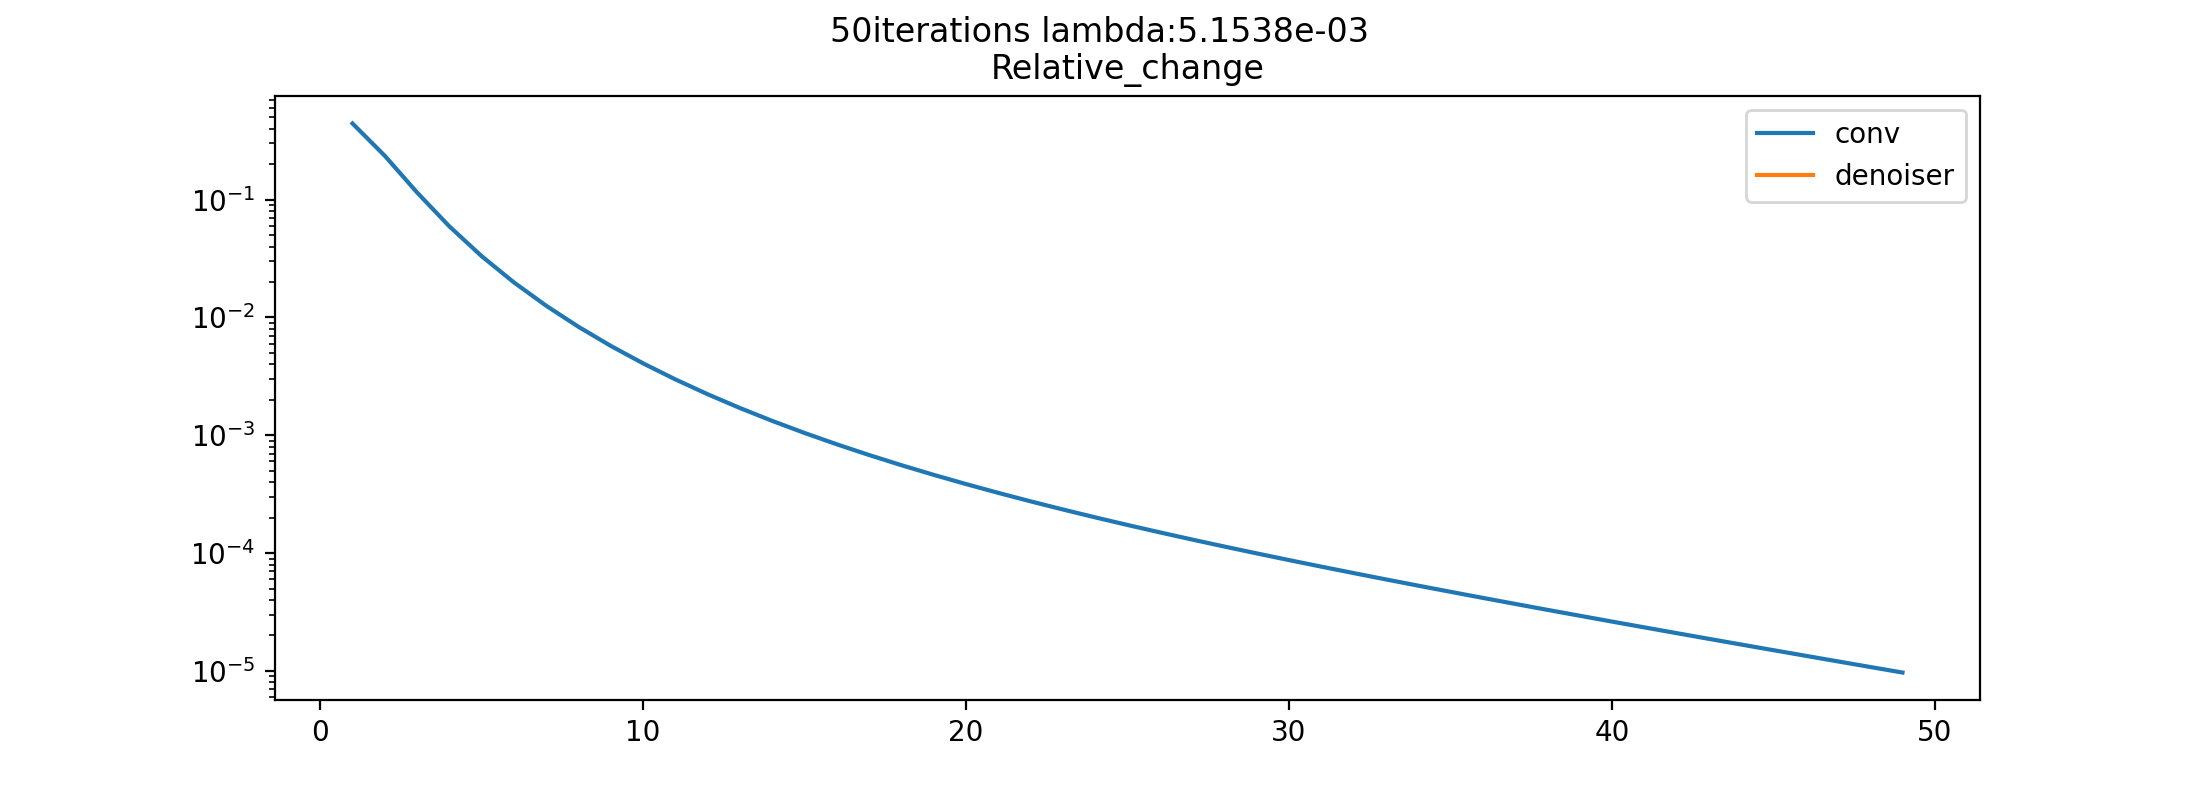 50iterations lambda:5.1538e-03
Relative_change
conv
denoiser
10⁻¹
10⁻²
10⁻³
10⁻⁴
10⁻⁵
0 10 20 30 40 50